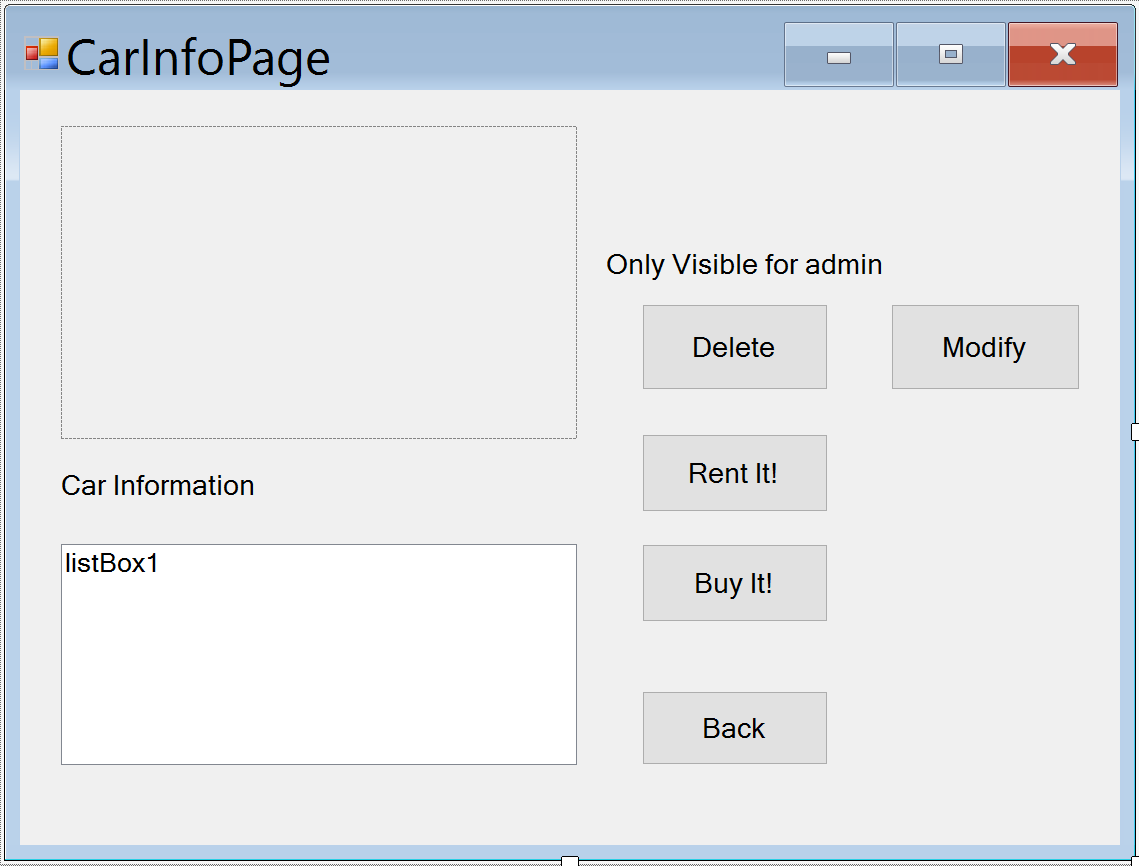 CarInfoPage
Only Visible for admin
Delete
Modify
Rent It!
Car Information
Buy It!
listBox1
Back